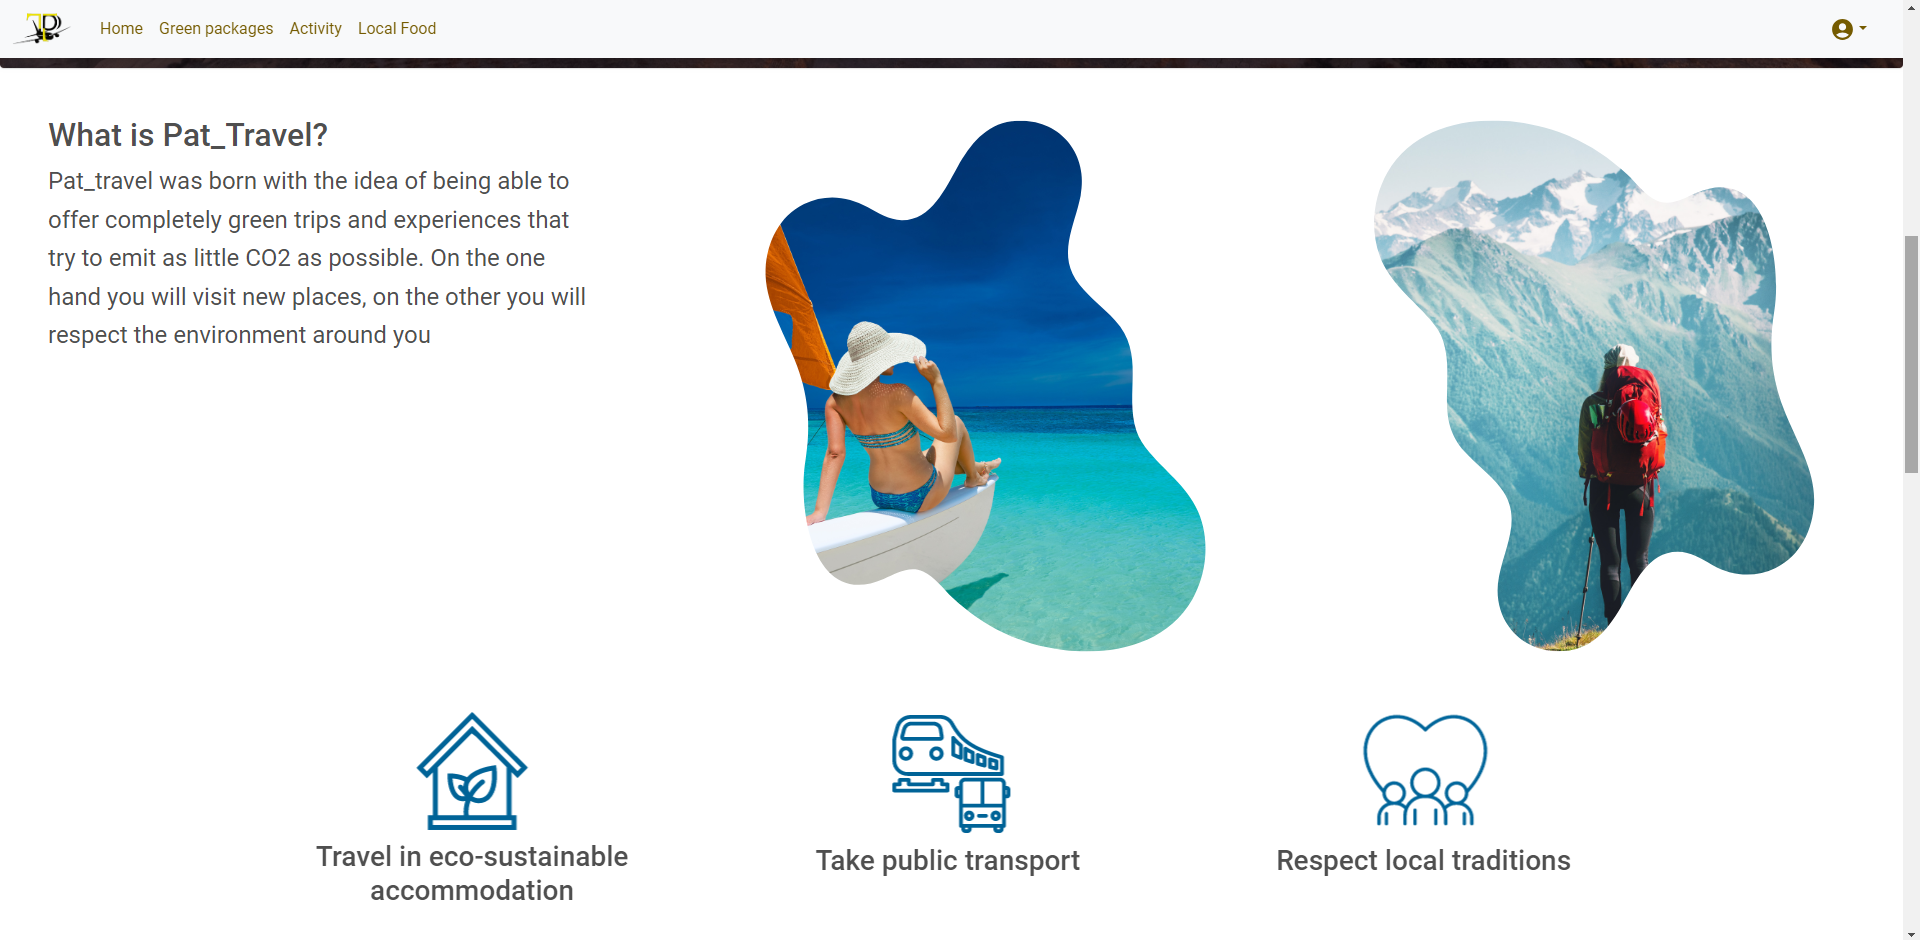 Home Green packages Activity Local Food
What is Pat_Travel?
Pat_travel was born with the idea of being able to
offer completely green trips and experiences that
try to emit as little CO2 as possible. On the one
hand you will visit new places, on the other you will
respect the environment around you
Travel in eco-sustainable
accommodation
Take public transport
Respect local traditions